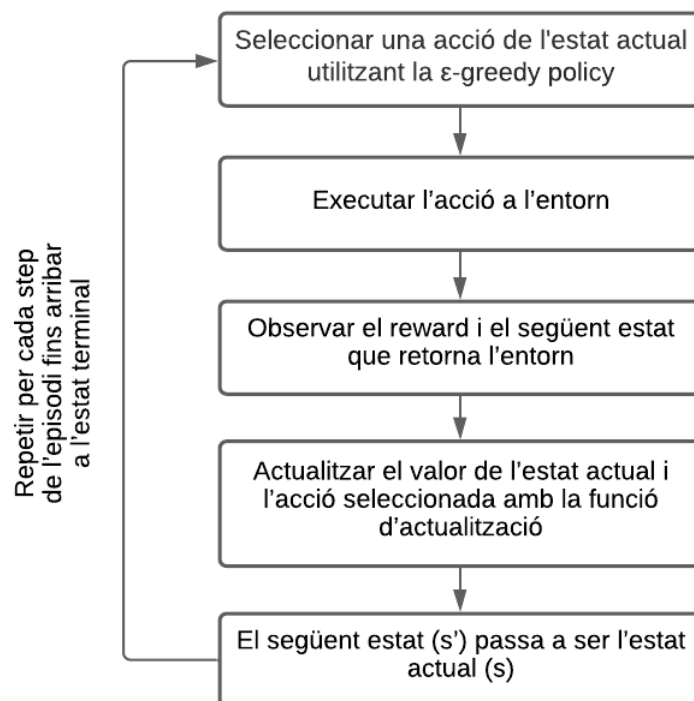 Seleccionar una acció de l'estat actual
utilitzant la ε-greedy policy
Executar l’acció a l’entorn
Observar el reward i el següent estat
que retorna l’entorn
Actualitzar el valor de l’estat actual i
l’acció seleccionada amb la funció
d’actualització
El següent estat (s’) passa a ser l’estat
actual (s)
Repetir per cada step
de l’episodi fins arribar
a l’estat terminal